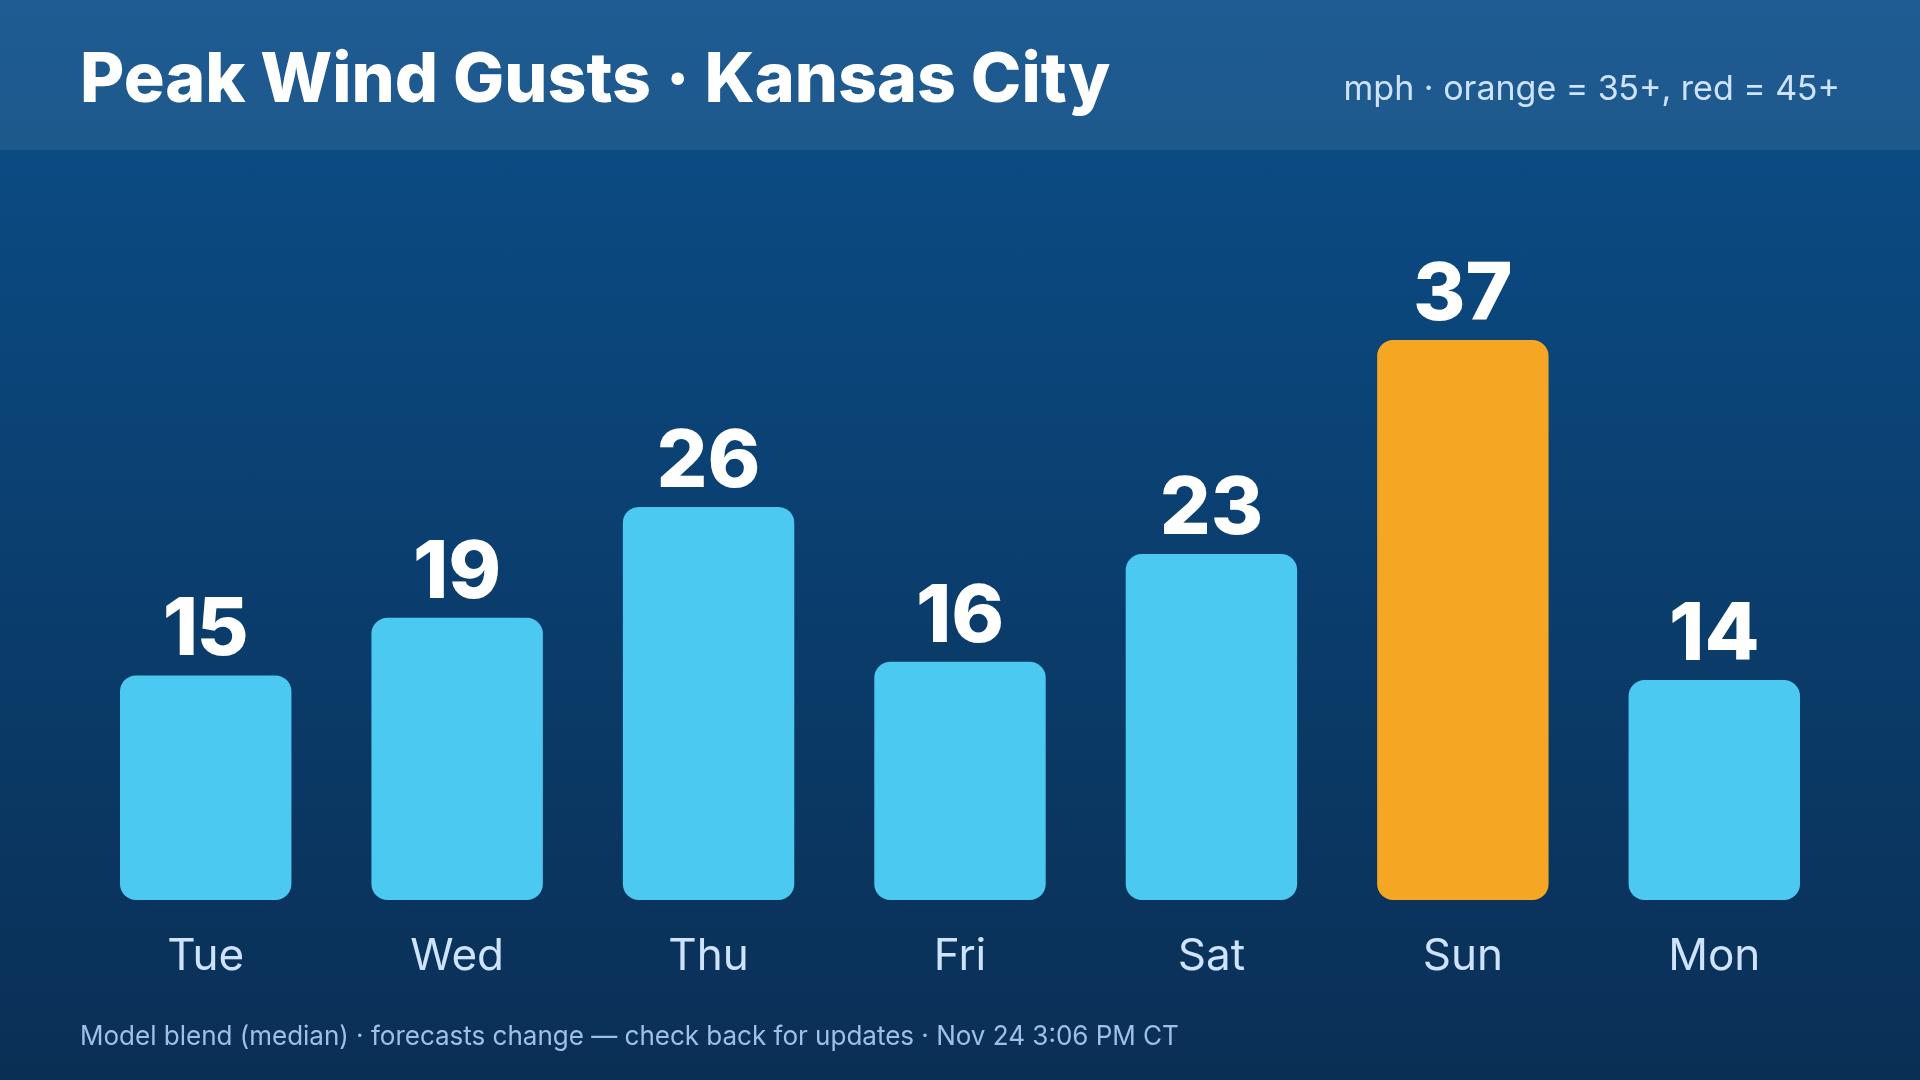 Peak Wind Gusts · Kansas City
mph · orange = 35+, red = 45+
15
19
26
16
23
37
14
Tue
Wed
Thu
Fri
Sat
Sun
Mon
Model blend (median) · forecasts change — check back for updates · Nov 24 3:06 PM CT